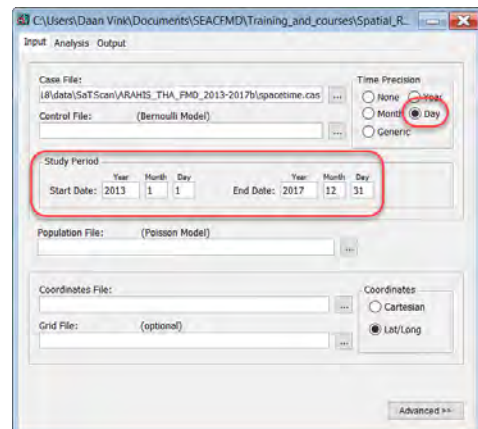 C:\Users\Daan Vink\Documents\SEACFMD\Training_and_courses\Spatial_R...
Input Analysis Output
Case File:
18\data\SaTScan\ARAHIS_THA_FMD_2013-2017b\spacetime.cas ...
Time Precision
None Year
Month Day
Generic
Control File: (Bernoulli Model)
...
Study Period
Year Month Day Year Month Day
Start Date: 2013 1 1 End Date: 2017 12 31
Population File: (Poisson Model)
...
Coordinates File:
...
Coordinates
Cartesian
Lat/Long
Grid File: (optional)
...
Advanced >>